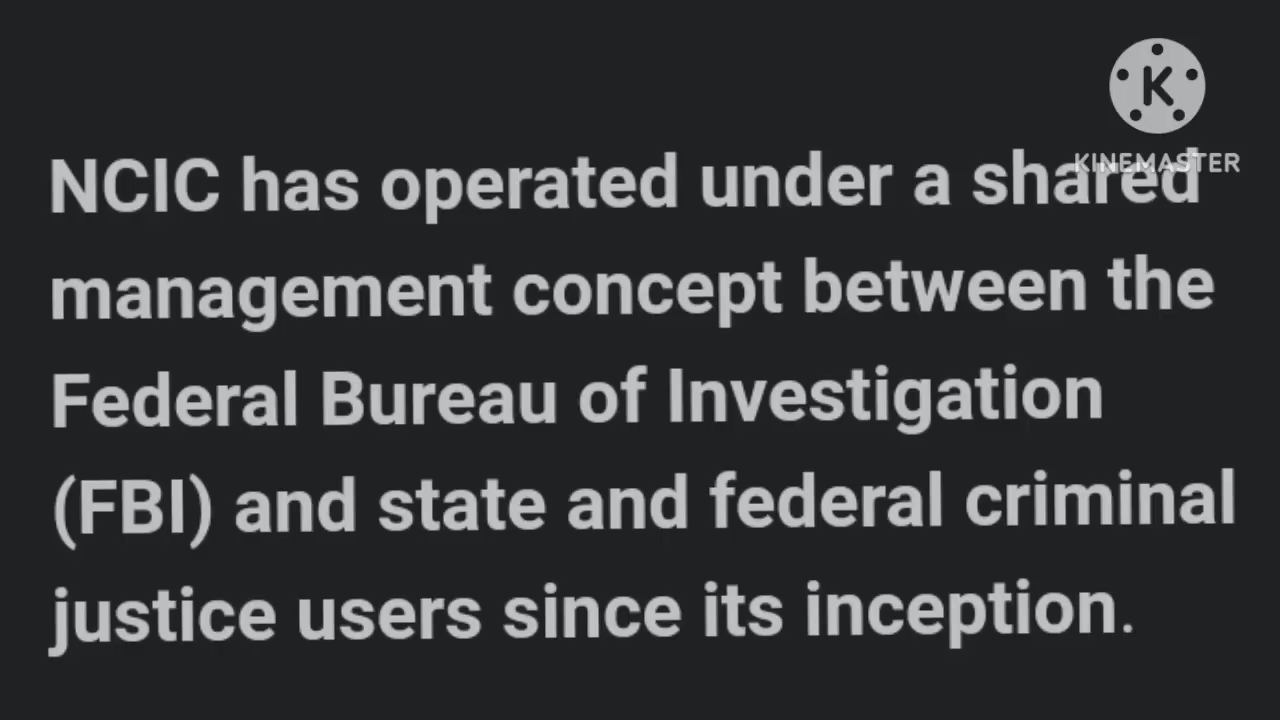 K
KINEMASTER
NCIC has operated under a shared
management concept between the
Federal Bureau of Investigation
(FBI) and state and federal criminal
justice users since its inception.